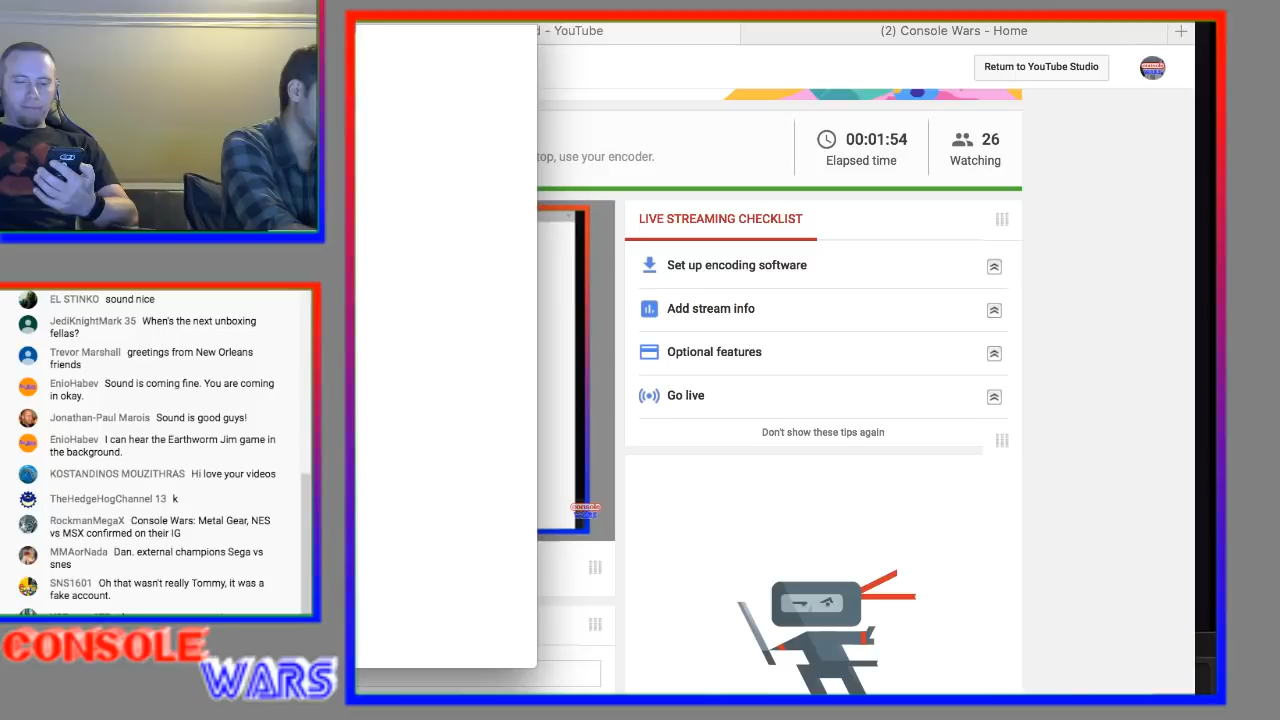 d - YouTube
(2) Console Wars - Home
Return to YouTube Studio
top, use your encoder.
00:01:54
Elapsed time
26
Watching
LIVE STREAMING CHECKLIST
Set up encoding software
Add stream info
Optional features
Go live
Don't show these tips again
EL STINKO sound nice
JediKnightMark 35 When's the next unboxing
fellas?
Trevor Marshall greetings from New Orleans
friends
EnioHabev Sound is coming fine. You are coming
in okay.
Jonathan-Paul Marois Sound is good guys!
EnioHabev I can hear the Earthworm Jim game in
the background.
KOSTANDINOS MOUZITHRAS Hi love your videos
TheHedgeHogChannel 13 k
RockmanMegaX Console Wars: Metal Gear, NES
vs MSX confirmed on their IG
MMAorNada Dan. external champions Sega vs
snes
SNS1601 Oh that wasn't really Tommy, it was a
fake account.
CONSOLE
WARS
console
WARS